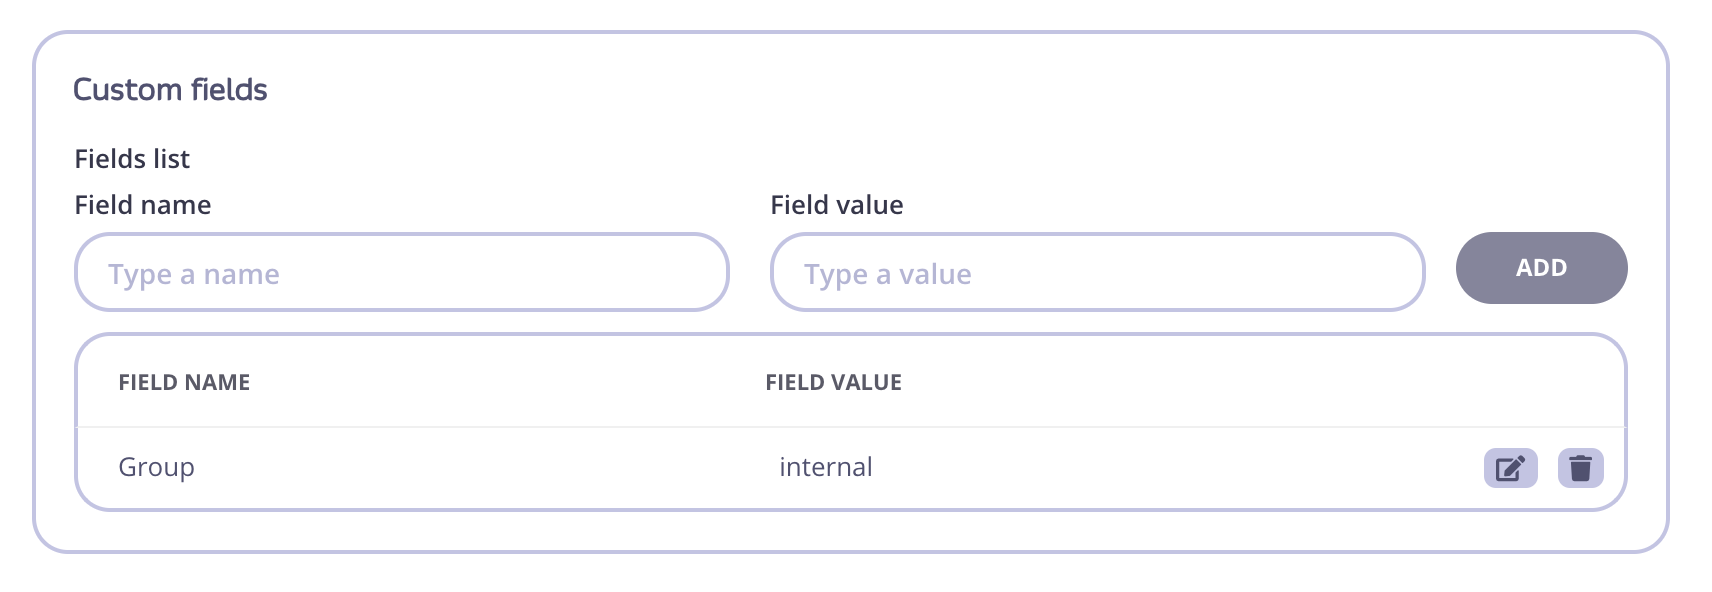 Custom fields
Fields list
Field name
Field value
Type a name
Type a value
ADD
FIELD NAME
FIELD VALUE
Group
internal